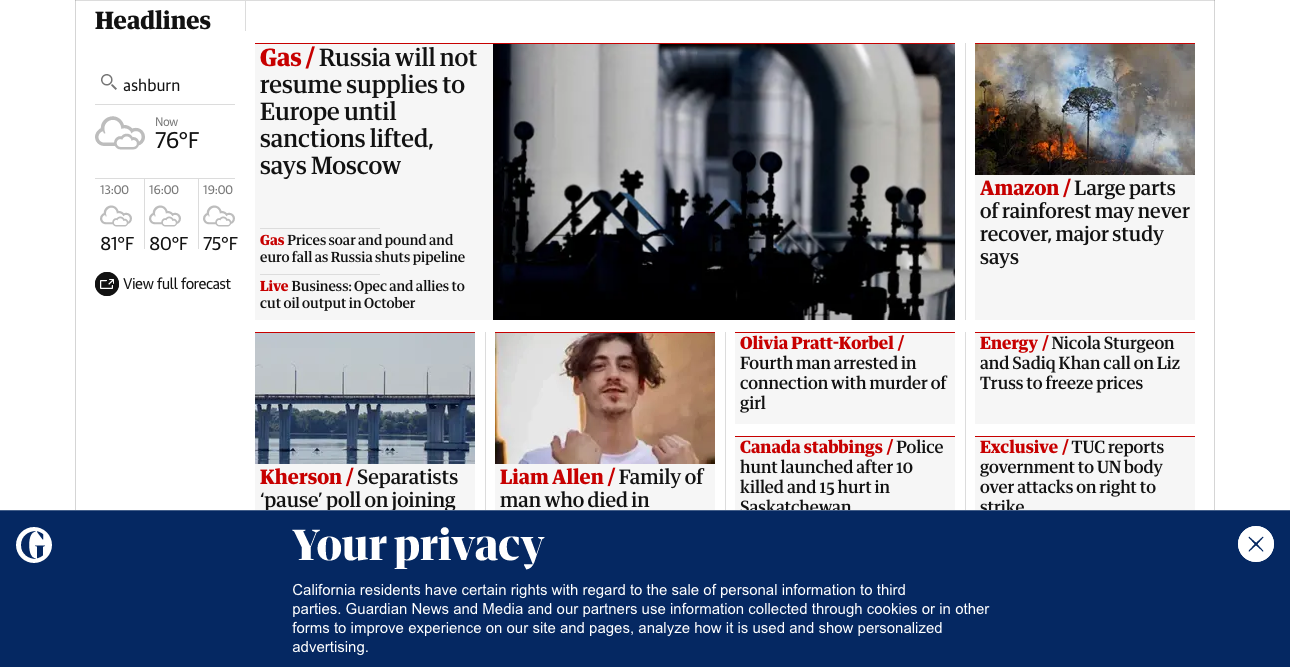 Headlines
ashburn
Now
76°F
13:00
16:00
19:00
81°F
80°F
75°F
View full forecast
Gas / Russia will not
resume supplies to
Europe until
sanctions lifted,
says Moscow
Gas Prices soar and pound and
euro fall as Russia shuts pipeline
Live Business: Opec and allies to
cut oil output in October
Amazon / Large parts
of rainforest may never
recover, major study
says
Kherson / Separatists
‘pause’ poll on joining
Liam Allen / Family of
man who died in
Olivia Pratt-Korbel /
Fourth man arrested in
connection with murder of
girl
Canada stabbings / Police
hunt launched after 10
killed and 15 hurt in
Saskatchewan
Energy / Nicola Sturgeon
and Sadiq Khan call on Liz
Truss to freeze prices
Exclusive / TUC reports
government to UN body
over attacks on right to
strike
G
Your privacy
California residents have certain rights with regard to the sale of personal information to third
parties. Guardian News and Media and our partners use information collected through cookies or in other
forms to improve experience on our site and pages, analyze how it is used and show personalized
advertising.